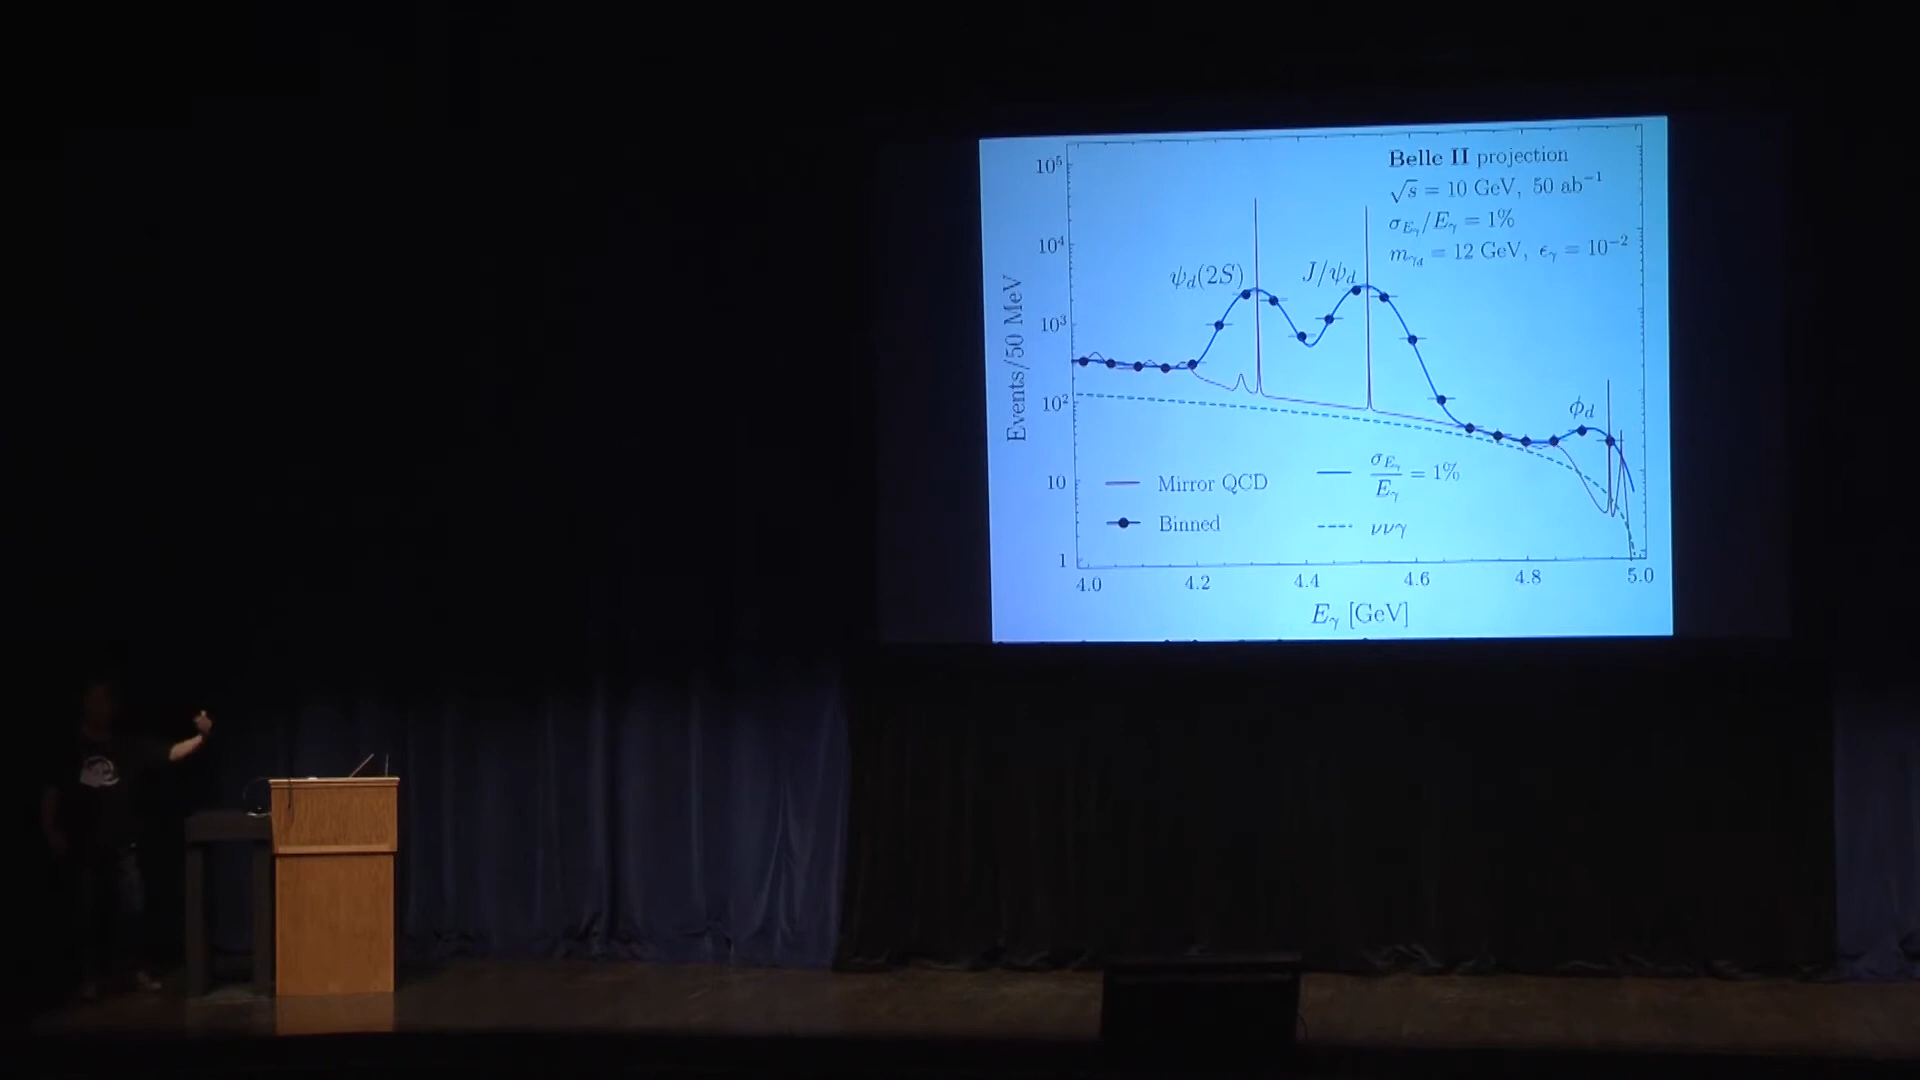 Belle II projection
√s = 10 GeV, 50 ab⁻¹
σ_{E_γ}/E_γ = 1%
m_{γ_d} = 12 GeV, ϵ_γ = 10⁻²
ψ_d(2S)
J/ψ_d
ϕ_d
Events/50 MeV
10⁵
10⁴
10³
10²
10
1
Mirror QCD
Binned
σ_{E_γ}/E_γ = 1%
ννγ
4.0 4.2 4.4 4.6 4.8 5.0
E_γ [GeV]